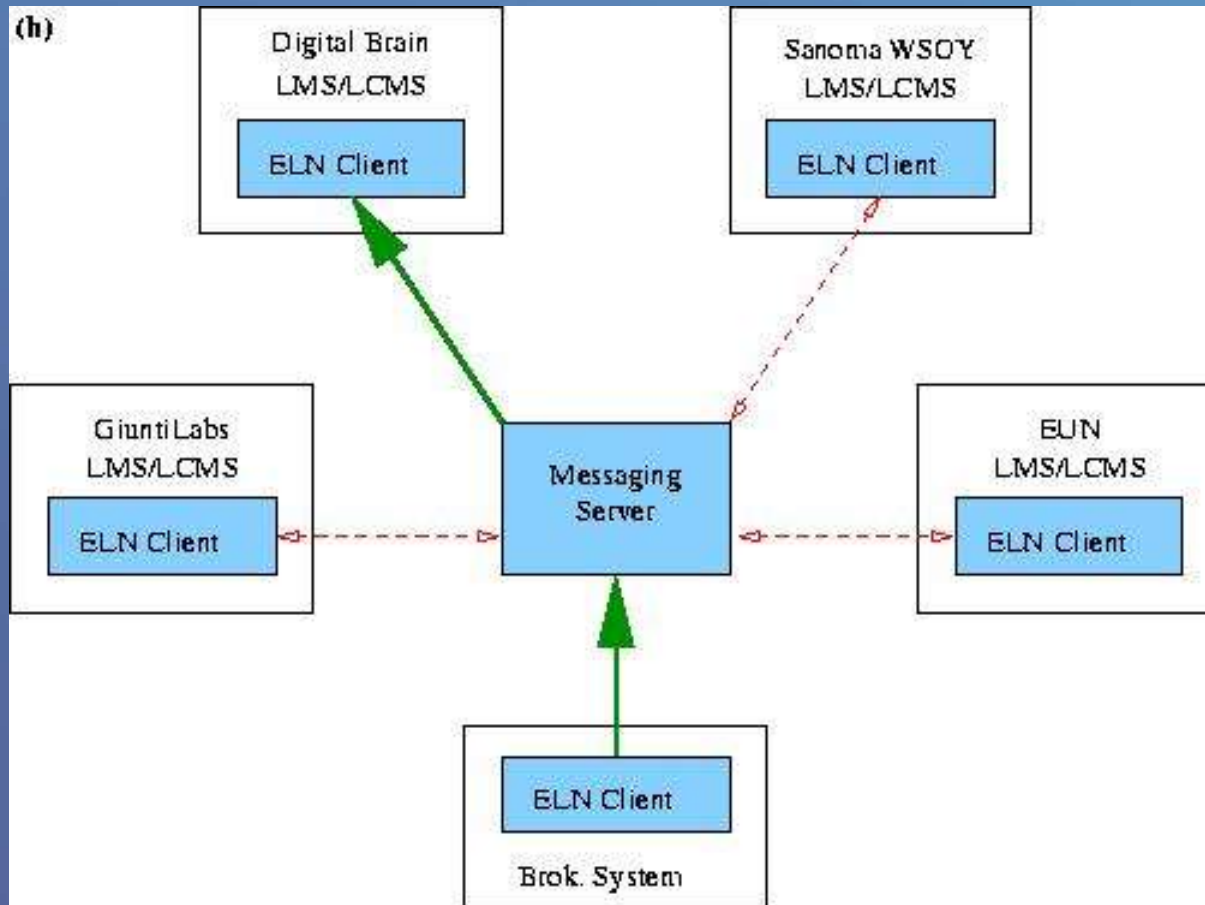 (h)
Digital Brain
LMS/LCMS
ELN Client
Sanoma WSOY
LMS/LCMS
ELN Client
GiuntiLabs
LMS/LCMS
ELN Client
Messaging
Server
EUN
LMS/LCMS
ELN Client
ELN Client
Brok. System